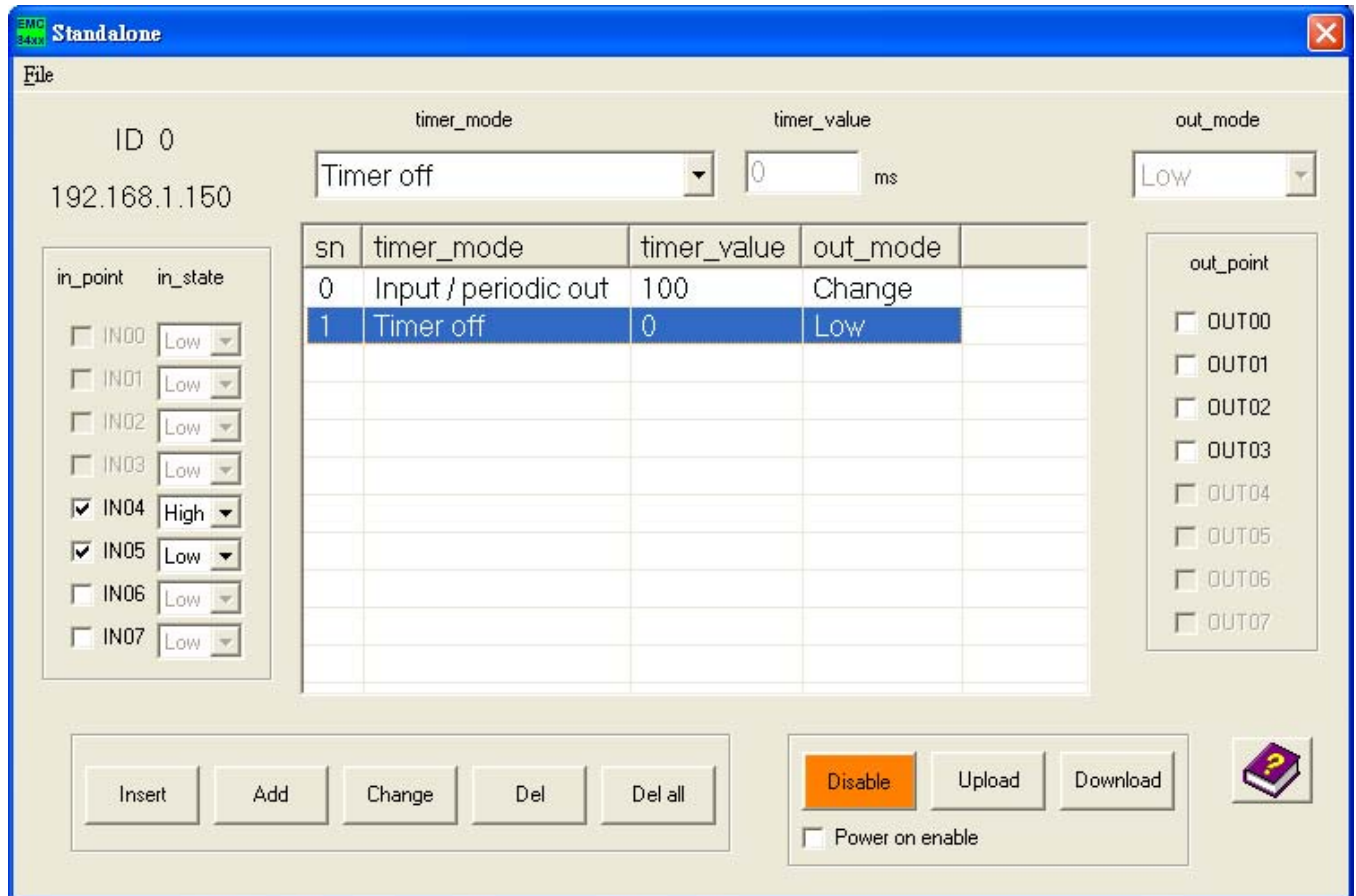 EMC
34xx
Standalone
File
ID 0
192.168.1.150
timer_mode
Timer off
timer_value
0 ms
out_mode
Low
in_point in_state
IN00 Low
IN01 Low
IN02 Low
IN03 Low
IN04 High
IN05 Low
IN06 Low
IN07 Low
sn timer_mode timer_value out_mode
0 Input / periodic out 100 Change
1 Timer off 0 Low
out_point
OUT00
OUT01
OUT02
OUT03
OUT04
OUT05
OUT06
OUT07
Insert Add Change Del Del all
Disable Upload Download
Power on enable
?